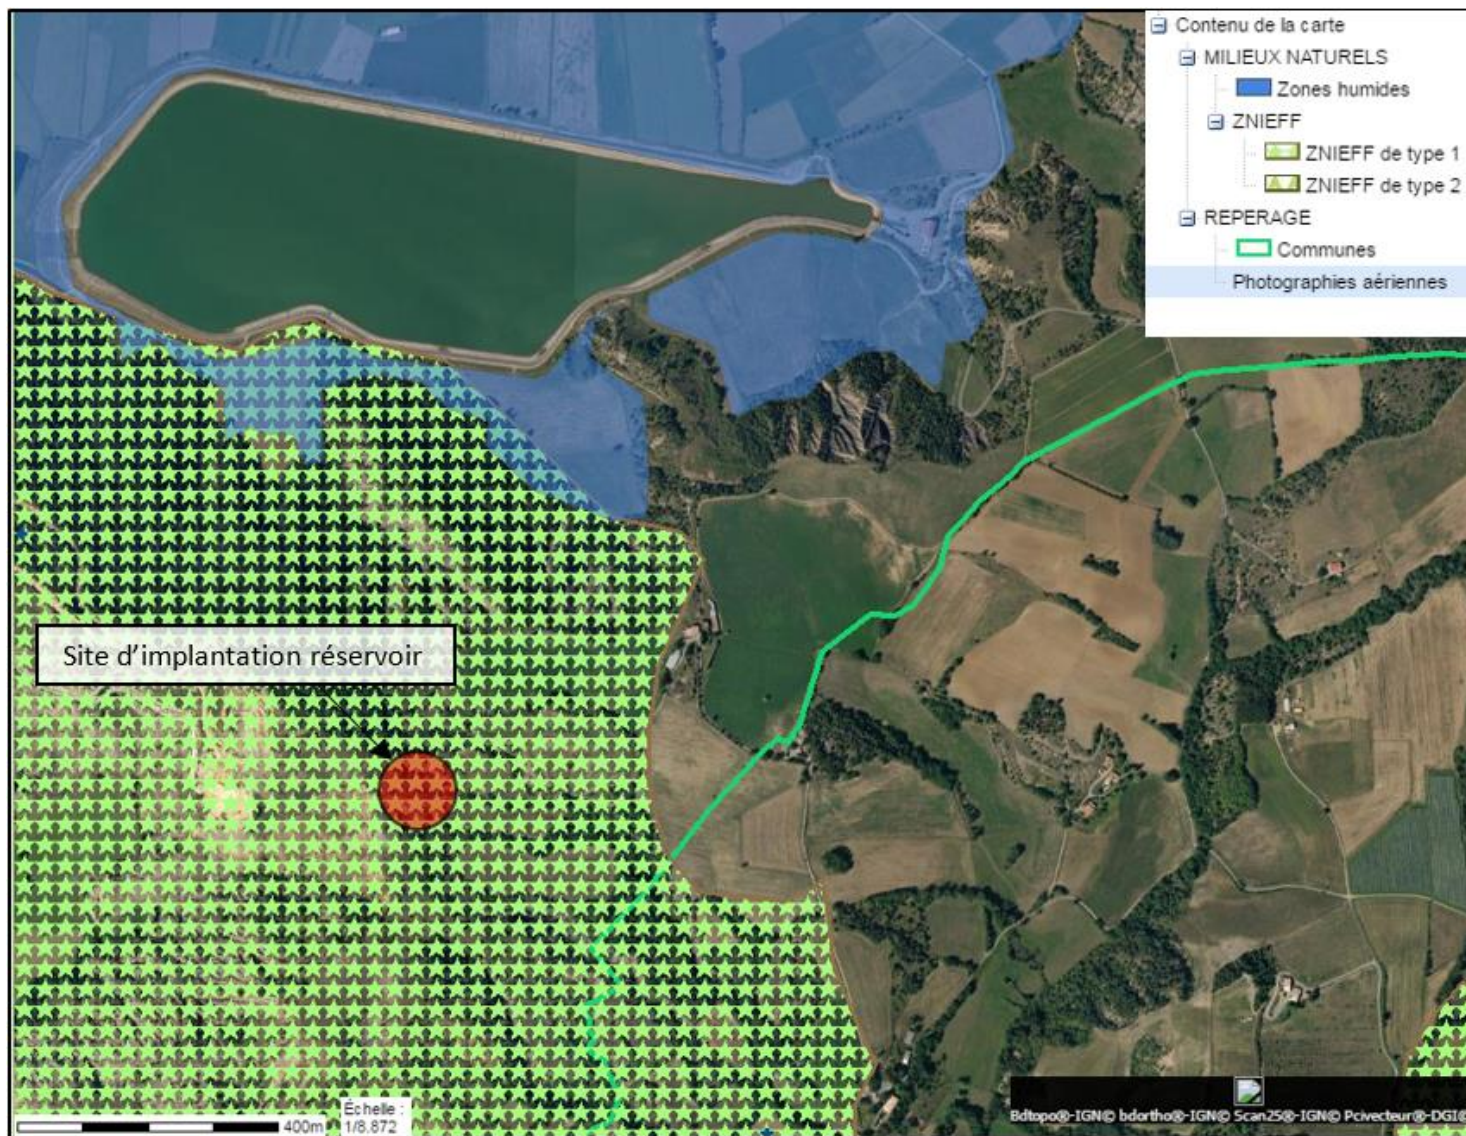 Contenu de la carte
MILIEUX NATURELS
Zones humides
ZNIEFF
ZNIEFF de type 1
ZNIEFF de type 2
REPERAGE
Communes
Photographies aériennes
Site d'implantation réservoir
Échelle :
400m 1/8.872
Bdtopo®-IGN© bdortho®-IGN© Scan25®-IGN© Pcivecteur®-DGI©